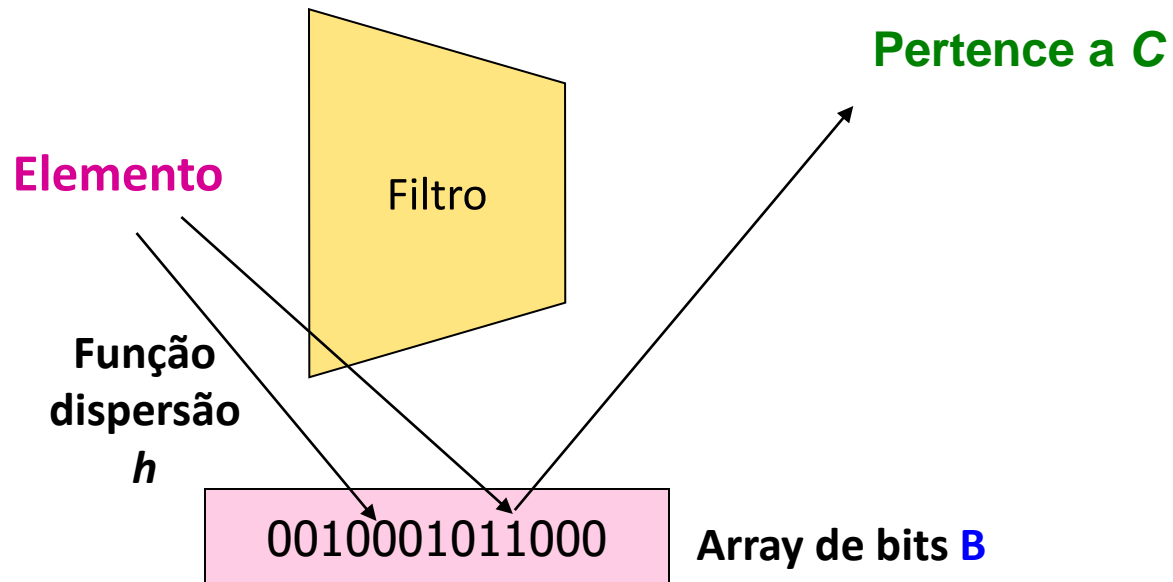 Pertence a C
Elemento
Filtro
Função
dispersão
h
0010001011000
Array de bits B